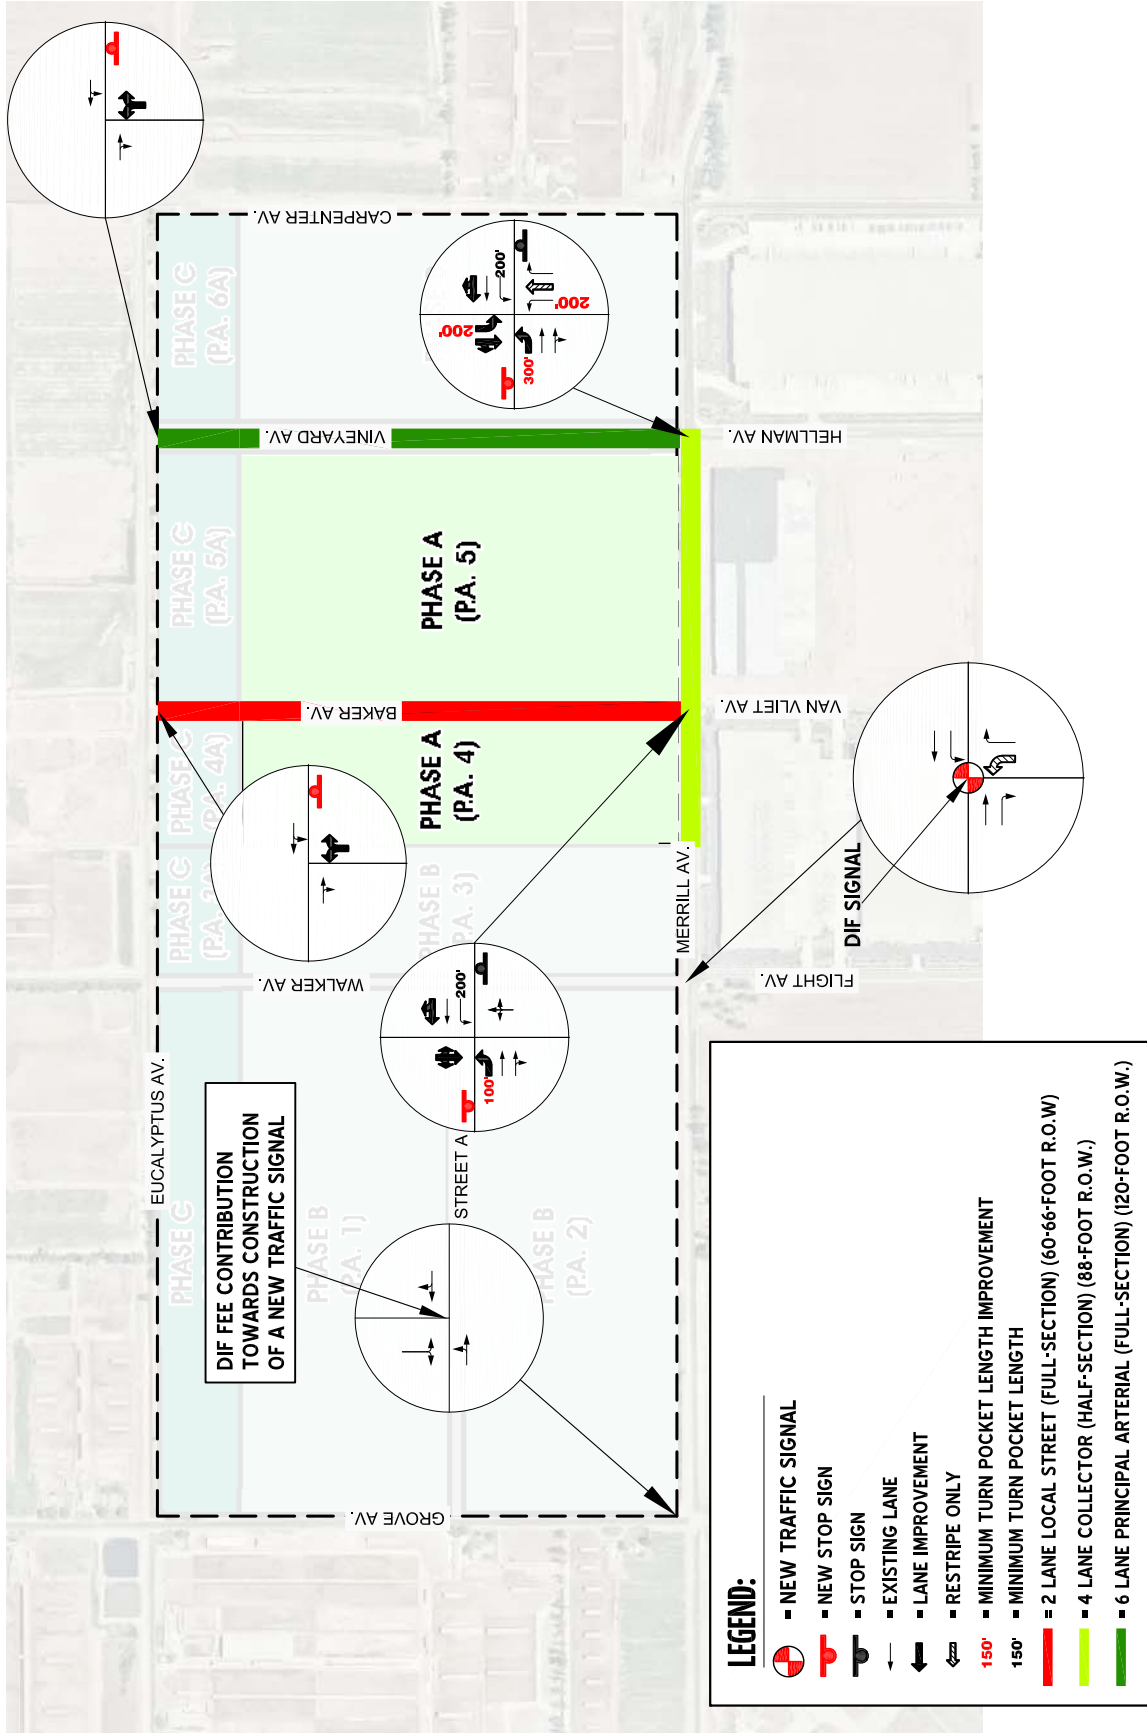 EUCALYPTUS AV.
CARPENTER AV.
VINEYARD AV.
HELLMAN AV.
BAKER AV.
VAN VLIET AV.
WALKER AV.
FLIGHT AV.
MERRILL AV.
GROVE AV.
STREET A
PHASE C
PHASE C
(P.A. 4A)
PHASE C
(P.A. 5A)
PHASE C
(P.A. 6A)
PHASE C
PHASE B
PHASE B
(P.A. 2)
PHASE B
PHASE A
(P.A. 4)
PHASE A
(P.A. 5)
DIF FEE CONTRIBUTION
TOWARDS CONSTRUCTION
OF A NEW TRAFFIC SIGNAL
DIF SIGNAL
100'
200'
300'
200'
200'
200'
LEGEND:
= NEW TRAFFIC SIGNAL
= NEW STOP SIGN
= STOP SIGN
= EXISTING LANE
= LANE IMPROVEMENT
= RESTRIPE ONLY
150' = MINIMUM TURN POCKET LENGTH IMPROVEMENT
150' = MINIMUM TURN POCKET LENGTH
= 2 LANE LOCAL STREET (FULL-SECTION) (60-66-FOOT R.O.W)
= 4 LANE COLLECTOR (HALF-SECTION) (88-FOOT R.O.W.)
= 6 LANE PRINCIPAL ARTERIAL (FULL-SECTION) (120-FOOT R.O.W.)